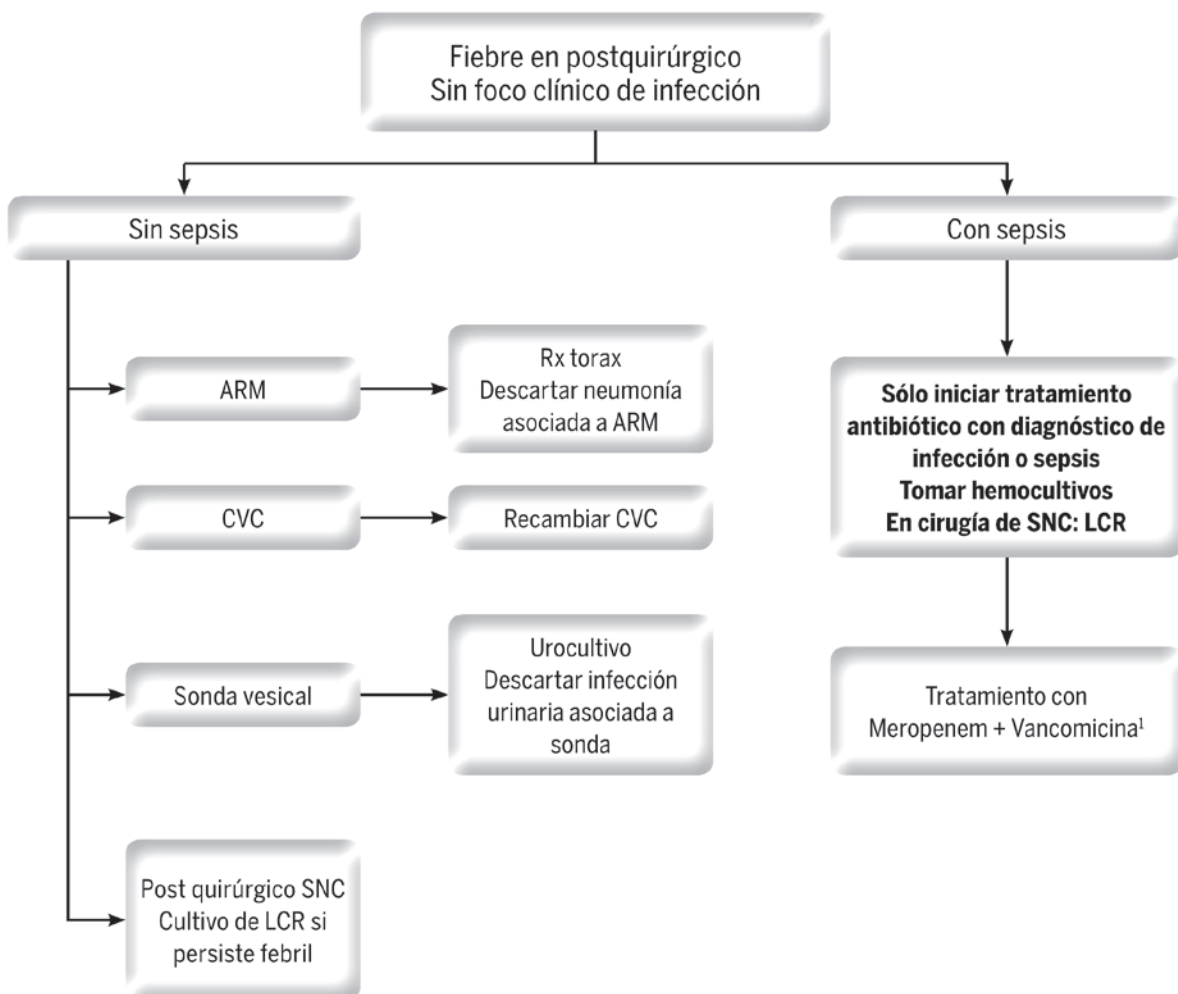 Fiebre en postquirúrgico
Sin foco clínico de infección
Sin sepsis
Con sepsis
ARM
Rx torax
Descartar neumonía
asociada a ARM
CVC
Recambiar CVC
Sonda vesical
Urocultivo
Descartar infección
urinaria asociada a
sonda
Post quirúrgico SNC
Cultivo de LCR si
persiste febril
Sólo iniciar tratamiento
antibiótico con diagnóstico de
infección o sepsis
Tomar hemocultivos
En cirugía de SNC: LCR
Tratamiento con
Meropenem + Vancomicina¹